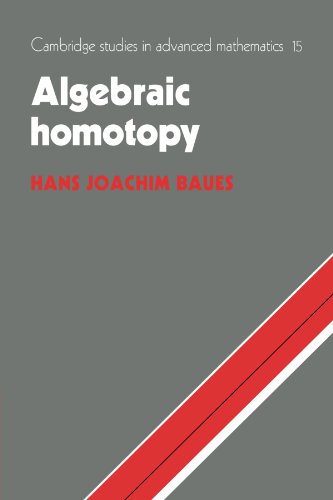 Cambridge studies in advanced mathematics 15
Algebraic
homotopy
HANS JOACHIM BAUES